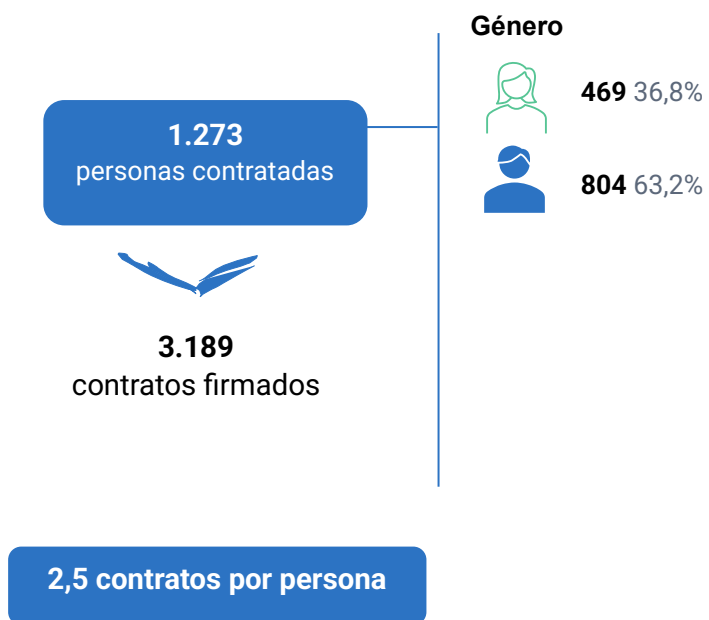 Género
469 36,8%
804 63,2%
1.273
personas contratadas
3.189
contratos firmados
2,5 contratos por persona